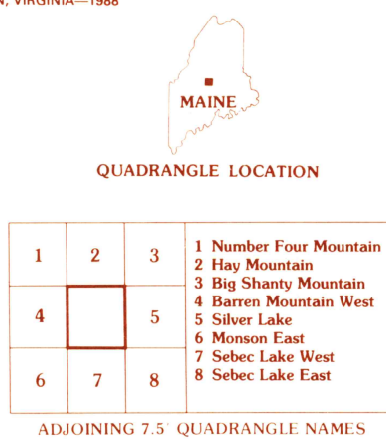 N, VIRGINIA—1988
MAINE
QUADRANGLE LOCATION
1 2 3
4 5
6 7 8
1 Number Four Mountain
2 Hay Mountain
3 Big Shanty Mountain
4 Barren Mountain West
5 Silver Lake
6 Monson East
7 Sebec Lake West
8 Sebec Lake East
ADJOINING 7.5′ QUADRANGLE NAMES